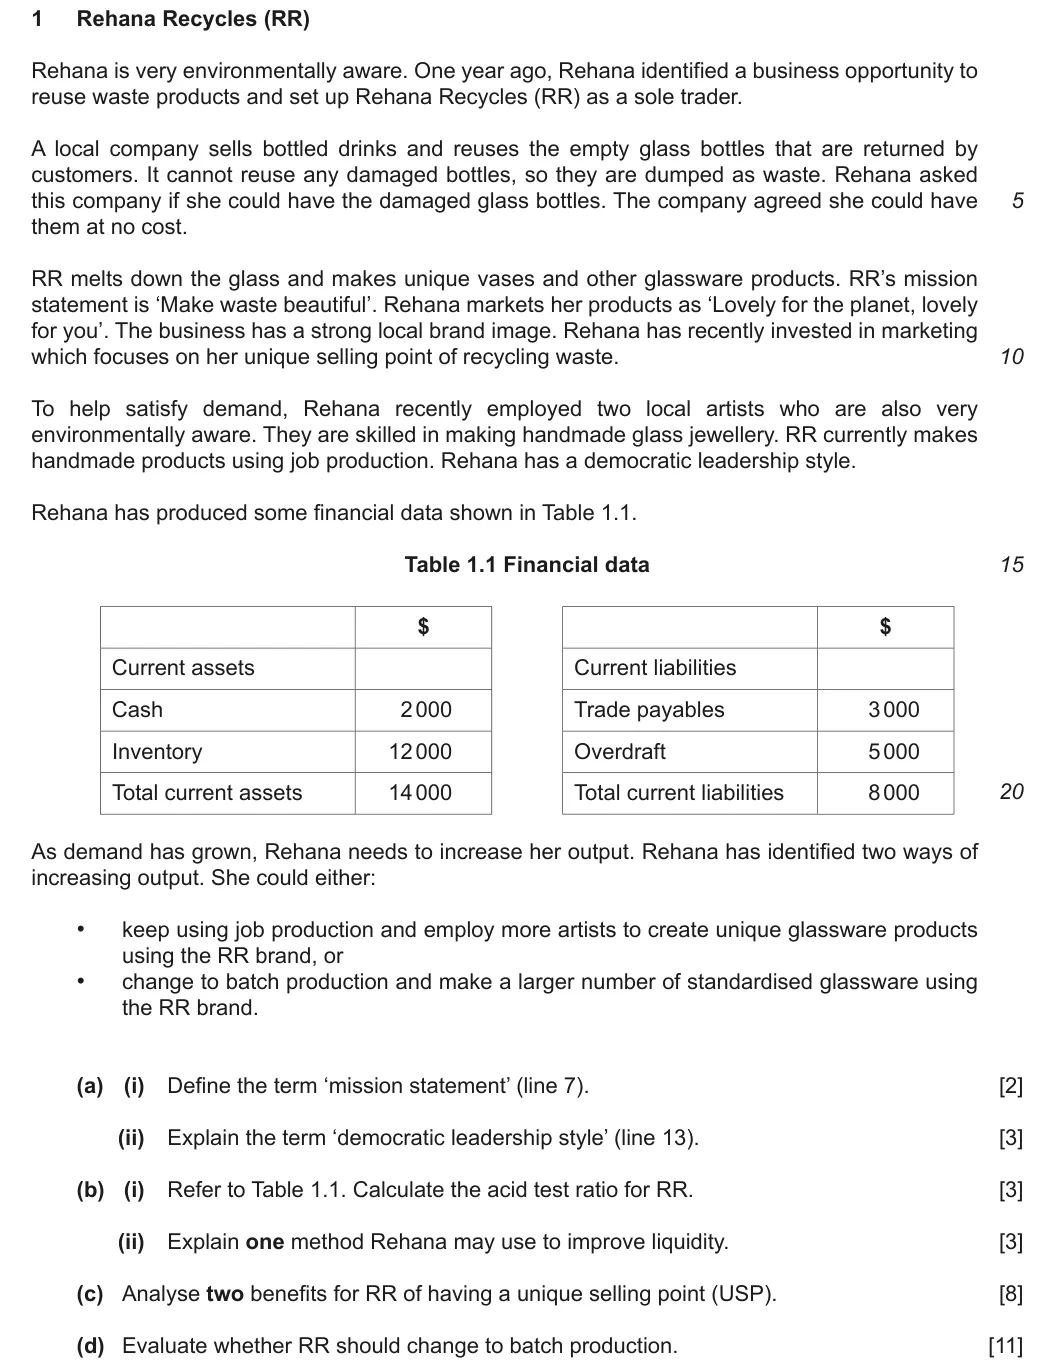 1 Rehana Recycles (RR)
Rehana is very environmentally aware. One year ago, Rehana identified a business opportunity to
reuse waste products and set up Rehana Recycles (RR) as a sole trader.
A local company sells bottled drinks and reuses the empty glass bottles that are returned by
customers. It cannot reuse any damaged bottles, so they are dumped as waste. Rehana asked
this company if she could have the damaged glass bottles. The company agreed she could have 5
them at no cost.
RR melts down the glass and makes unique vases and other glassware products. RR’s mission
statement is ‘Make waste beautiful’. Rehana markets her products as ‘Lovely for the planet, lovely
for you’. The business has a strong local brand image. Rehana has recently invested in marketing
which focuses on her unique selling point of recycling waste. 10
To help satisfy demand, Rehana recently employed two local artists who are also very
environmentally aware. They are skilled in making handmade glass jewellery. RR currently makes
handmade products using job production. Rehana has a democratic leadership style.
Rehana has produced some financial data shown in Table 1.1.
Table 1.1 Financial data 15
$ $
Current assets Current liabilities
Cash 2 000 Trade payables 3 000
Inventory 12 000 Overdraft 5 000
Total current assets 14 000 Total current liabilities 8 000 20
As demand has grown, Rehana needs to increase her output. Rehana has identified two ways of
increasing output. She could either:
• keep using job production and employ more artists to create unique glassware products
using the RR brand, or
• change to batch production and make a larger number of standardised glassware using
the RR brand.
(a) (i) Define the term ‘mission statement’ (line 7). [2]
(ii) Explain the term ‘democratic leadership style’ (line 13). [3]
(b) (i) Refer to Table 1.1. Calculate the acid test ratio for RR. [3]
(ii) Explain one method Rehana may use to improve liquidity. [3]
(c) Analyse two benefits for RR of having a unique selling point (USP). [8]
(d) Evaluate whether RR should change to batch production. [11]